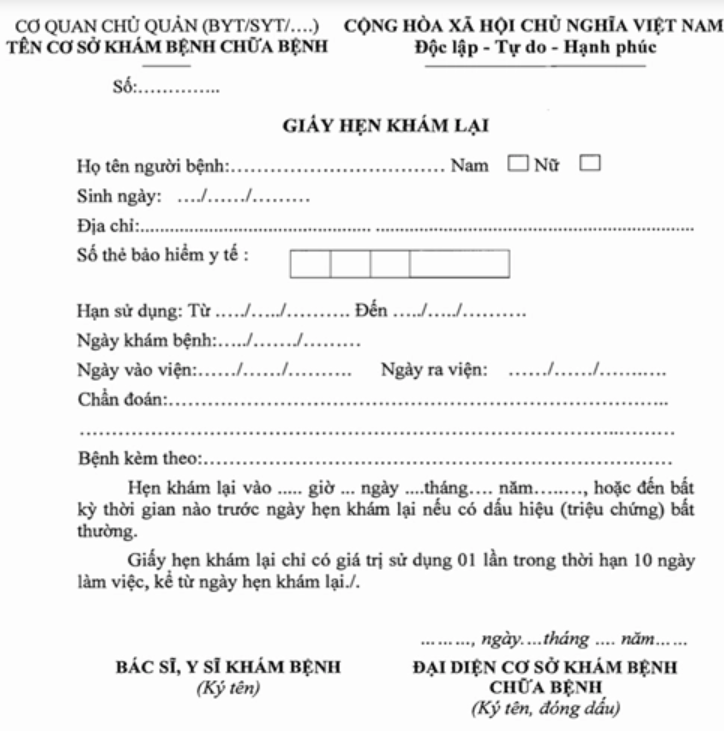 CƠ QUAN CHỦ QUẢN (BYT/SYT/....) CỘNG HÒA XÃ HỘI CHỦ NGHĨA VIỆT NAM
TÊN CƠ SỞ KHÁM BỆNH CHỮA BỆNH Độc lập - Tự do - Hạnh phúc
Số:..............
GIẤY HẸN KHÁM LẠI
Họ tên người bệnh:..................................... Nam □ Nữ □
Sinh ngày: ..../....../..........
Địa chỉ:.................................................. ......................................................................
Số thẻ bảo hiểm y tế :
Hạn sử dụng: Từ ...../...../........... Đến ...../...../...........
Ngày khám bệnh:...../......./..........
Ngày vào viện:....../....../........... Ngày ra viện: ....../....../...........
Chẩn đoán:....................................................................................
.....................................................................................................
Bệnh kèm theo:...............................................................................
Hẹn khám lại vào ..... giờ ... ngày ....tháng.... năm........., hoặc đến bất
kỳ thời gian nào trước ngày hẹn khám lại nếu có dấu hiệu (triệu chứng) bất
thường.
Giấy hẹn khám lại chỉ có giá trị sử dụng 01 lần trong thời hạn 10 ngày
làm việc, kể từ ngày hẹn khám lại./.
... ... ..., ngày....tháng .... năm......
BÁC SĨ, Y SĨ KHÁM BỆNH ĐẠI DIỆN CƠ SỞ KHÁM BỆNH
(Ký tên) CHỮA BỆNH
(Ký tên, đóng dấu)